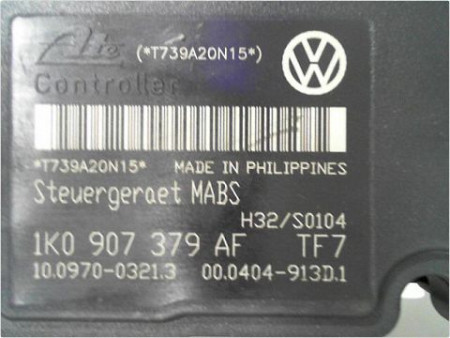 Ate (*T739A20N15*)
Controller
*T739A20N15* MADE IN PHILIPPINES
Steuergeraet MABS
H32/S0104
1K0 907 379 AF TF7
10.0970-0321.3 00.0404-913D.1